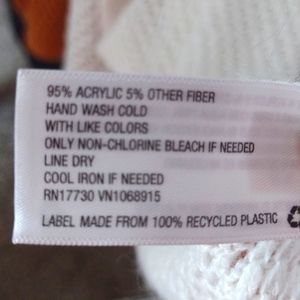 95% ACRYLIC 5% OTHER FIBER
HAND WASH COLD
WITH LIKE COLORS
ONLY NON-CHLORINE BLEACH IF NEEDED
LINE DRY
COOL IRON IF NEEDED
RN17730 VN1068915
LABEL MADE FROM 100% RECYCLED PLASTIC